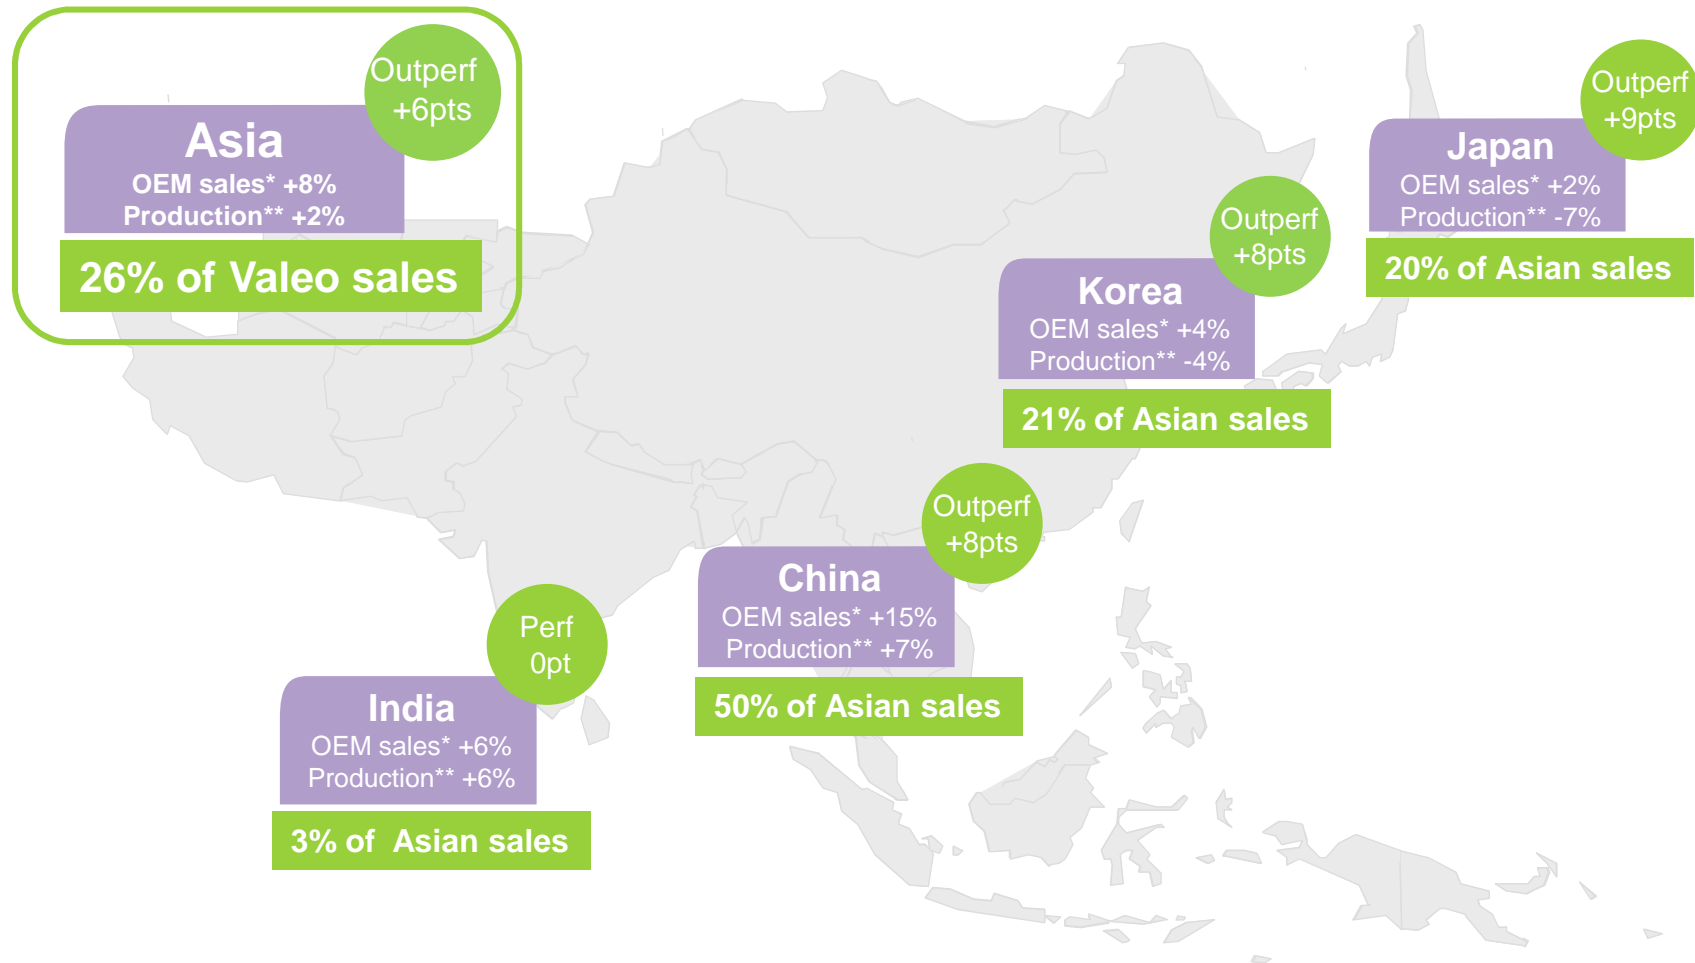 Outperf
+6pts
Asia
OEM sales* +8%
Production** +2%
26% of Valeo sales
Outperf
+9pts
Japan
OEM sales* +2%
Production** -7%
20% of Asian sales
Outperf
+8pts
Korea
OEM sales* +4%
Production** -4%
21% of Asian sales
Outperf
+8pts
China
OEM sales* +15%
Production** +7%
50% of Asian sales
Perf
0pt
India
OEM sales* +6%
Production** +6%
3% of  Asian sales